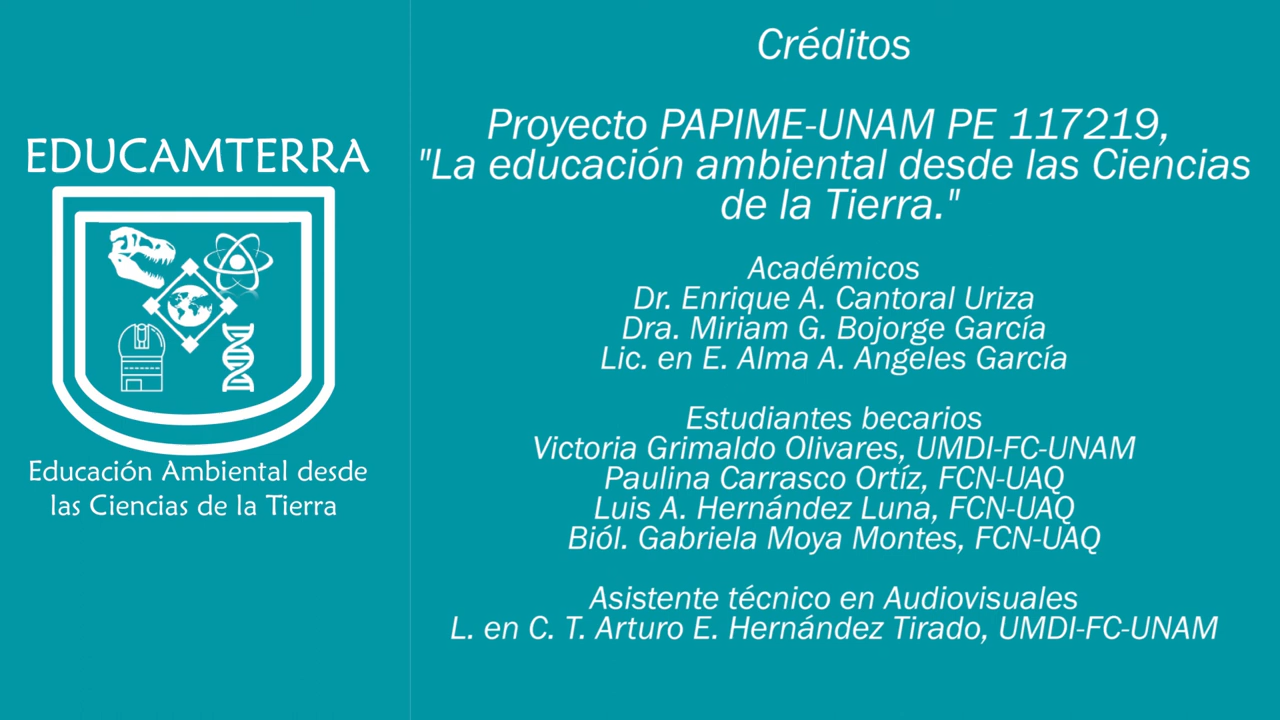 EDUCAMTERRA
Educación Ambiental desde
las Ciencias de la Tierra
Créditos
Proyecto PAPIME-UNAM PE 117219,
"La educación ambiental desde las Ciencias
de la Tierra."
Académicos
Dr. Enrique A. Cantoral Uriza
Dra. Miriam G. Bojorge García
Lic. en E. Alma A. Angeles García
Estudiantes becarios
Victoria Grimaldo Olivares, UMDI-FC-UNAM
Paulina Carrasco Ortíz, FCN-UAQ
Luis A. Hernández Luna, FCN-UAQ
Biól. Gabriela Moya Montes, FCN-UAQ
Asistente técnico en Audiovisuales
L. en C. T. Arturo E. Hernández Tirado, UMDI-FC-UNAM